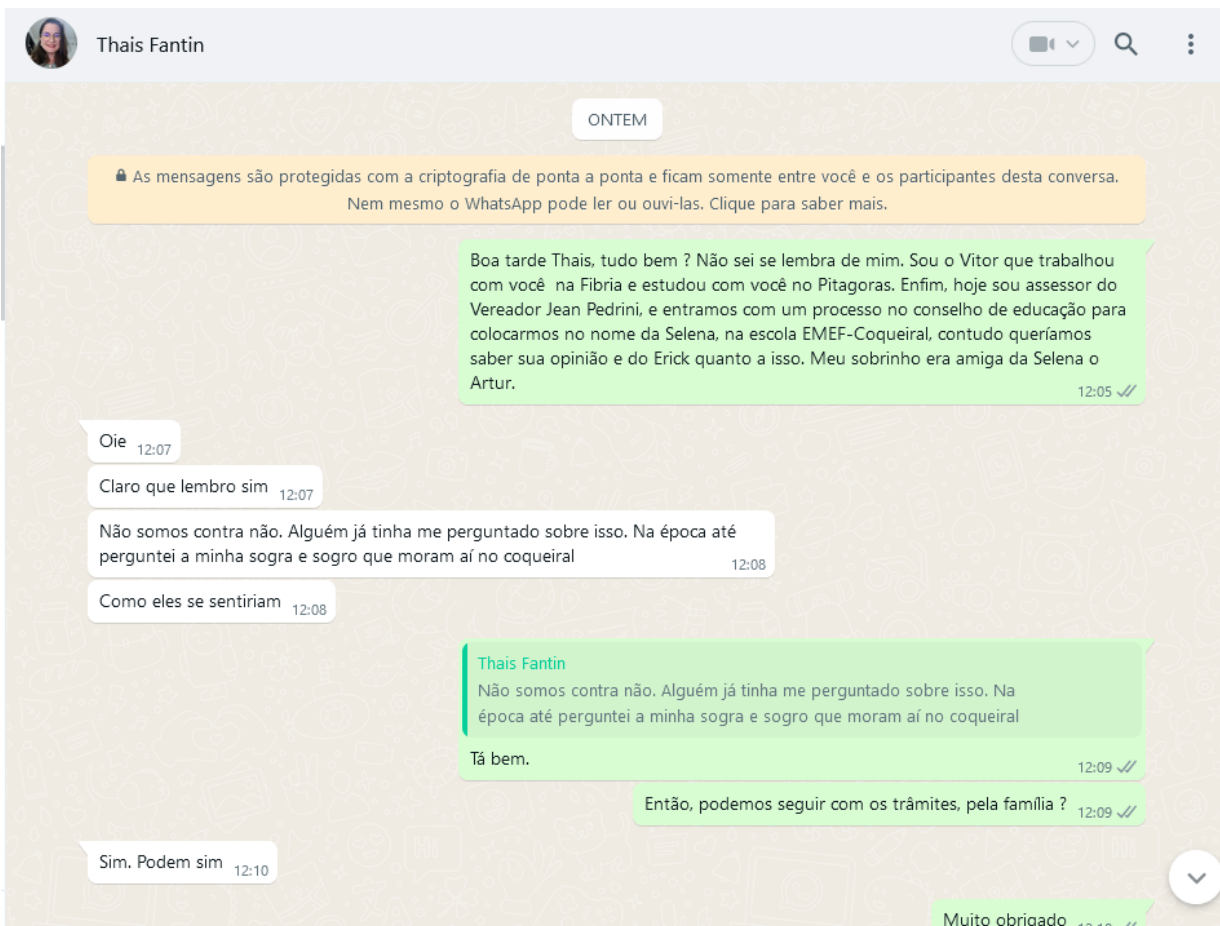 Thais Fantin
ONTEM
As mensagens são protegidas com a criptografia de ponta a ponta e ficam somente entre você e os participantes desta conversa.
Nem mesmo o WhatsApp pode ler ou ouvi-las. Clique para saber mais.
Boa tarde Thais, tudo bem ? Não sei se lembra de mim. Sou o Vitor que trabalhou
com você na Fibria e estudou com você no Pitagoras. Enfim, hoje sou assessor do
Vereador Jean Pedrini, e entramos com um processo no conselho de educação para
colocarmos no nome da Selena, na escola EMEF-Coqueiral, contudo queríamos
saber sua opinião e do Erick quanto a isso. Meu sobrinho era amiga da Selena o
Artur.
12:05
Oie 12:07
Claro que lembro sim 12:07
Não somos contra não. Alguém já tinha me perguntado sobre isso. Na época até
perguntei a minha sogra e sogro que moram aí no coqueiral
12:08
Como eles se sentiriam 12:08
Thais Fantin
Não somos contra não. Alguém já tinha me perguntado sobre isso. Na
época até perguntei a minha sogra e sogro que moram aí no coqueiral
Tá bem.
12:09
Então, podemos seguir com os trâmites, pela família ? 12:09
Sim. Podem sim 12:10
Muito obrigado